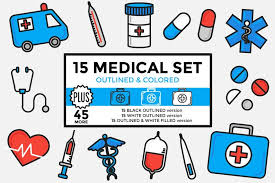 15 MEDICAL SET
OUTLINED & COLORED
PLUS
45
MORE
15 BLACK OUTLINED version
15 WHITE OUTLINED version
15 OUTLINED & WHITE FILLED version